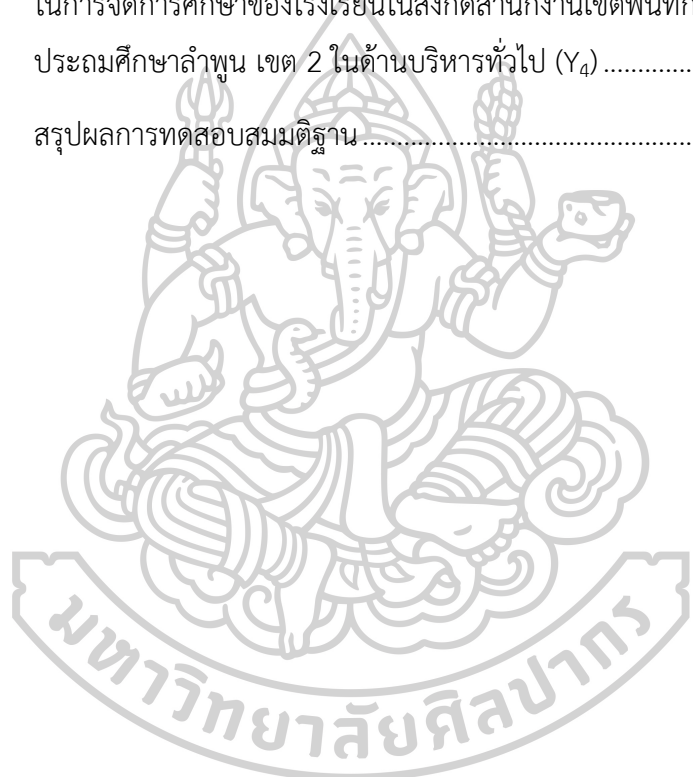 ในการจัดการศึกษาของโรงเรียนในสังกัดสำนักงานเขตพื้นที่ก
ประถมศึกษาลำพูน เขต 2 ในด้านบริหารทั่วไป (Y₄) ..............
สรุปผลการทดสอบสมมติฐาน .................................................
มหาวิทยาลัยศิลปากร